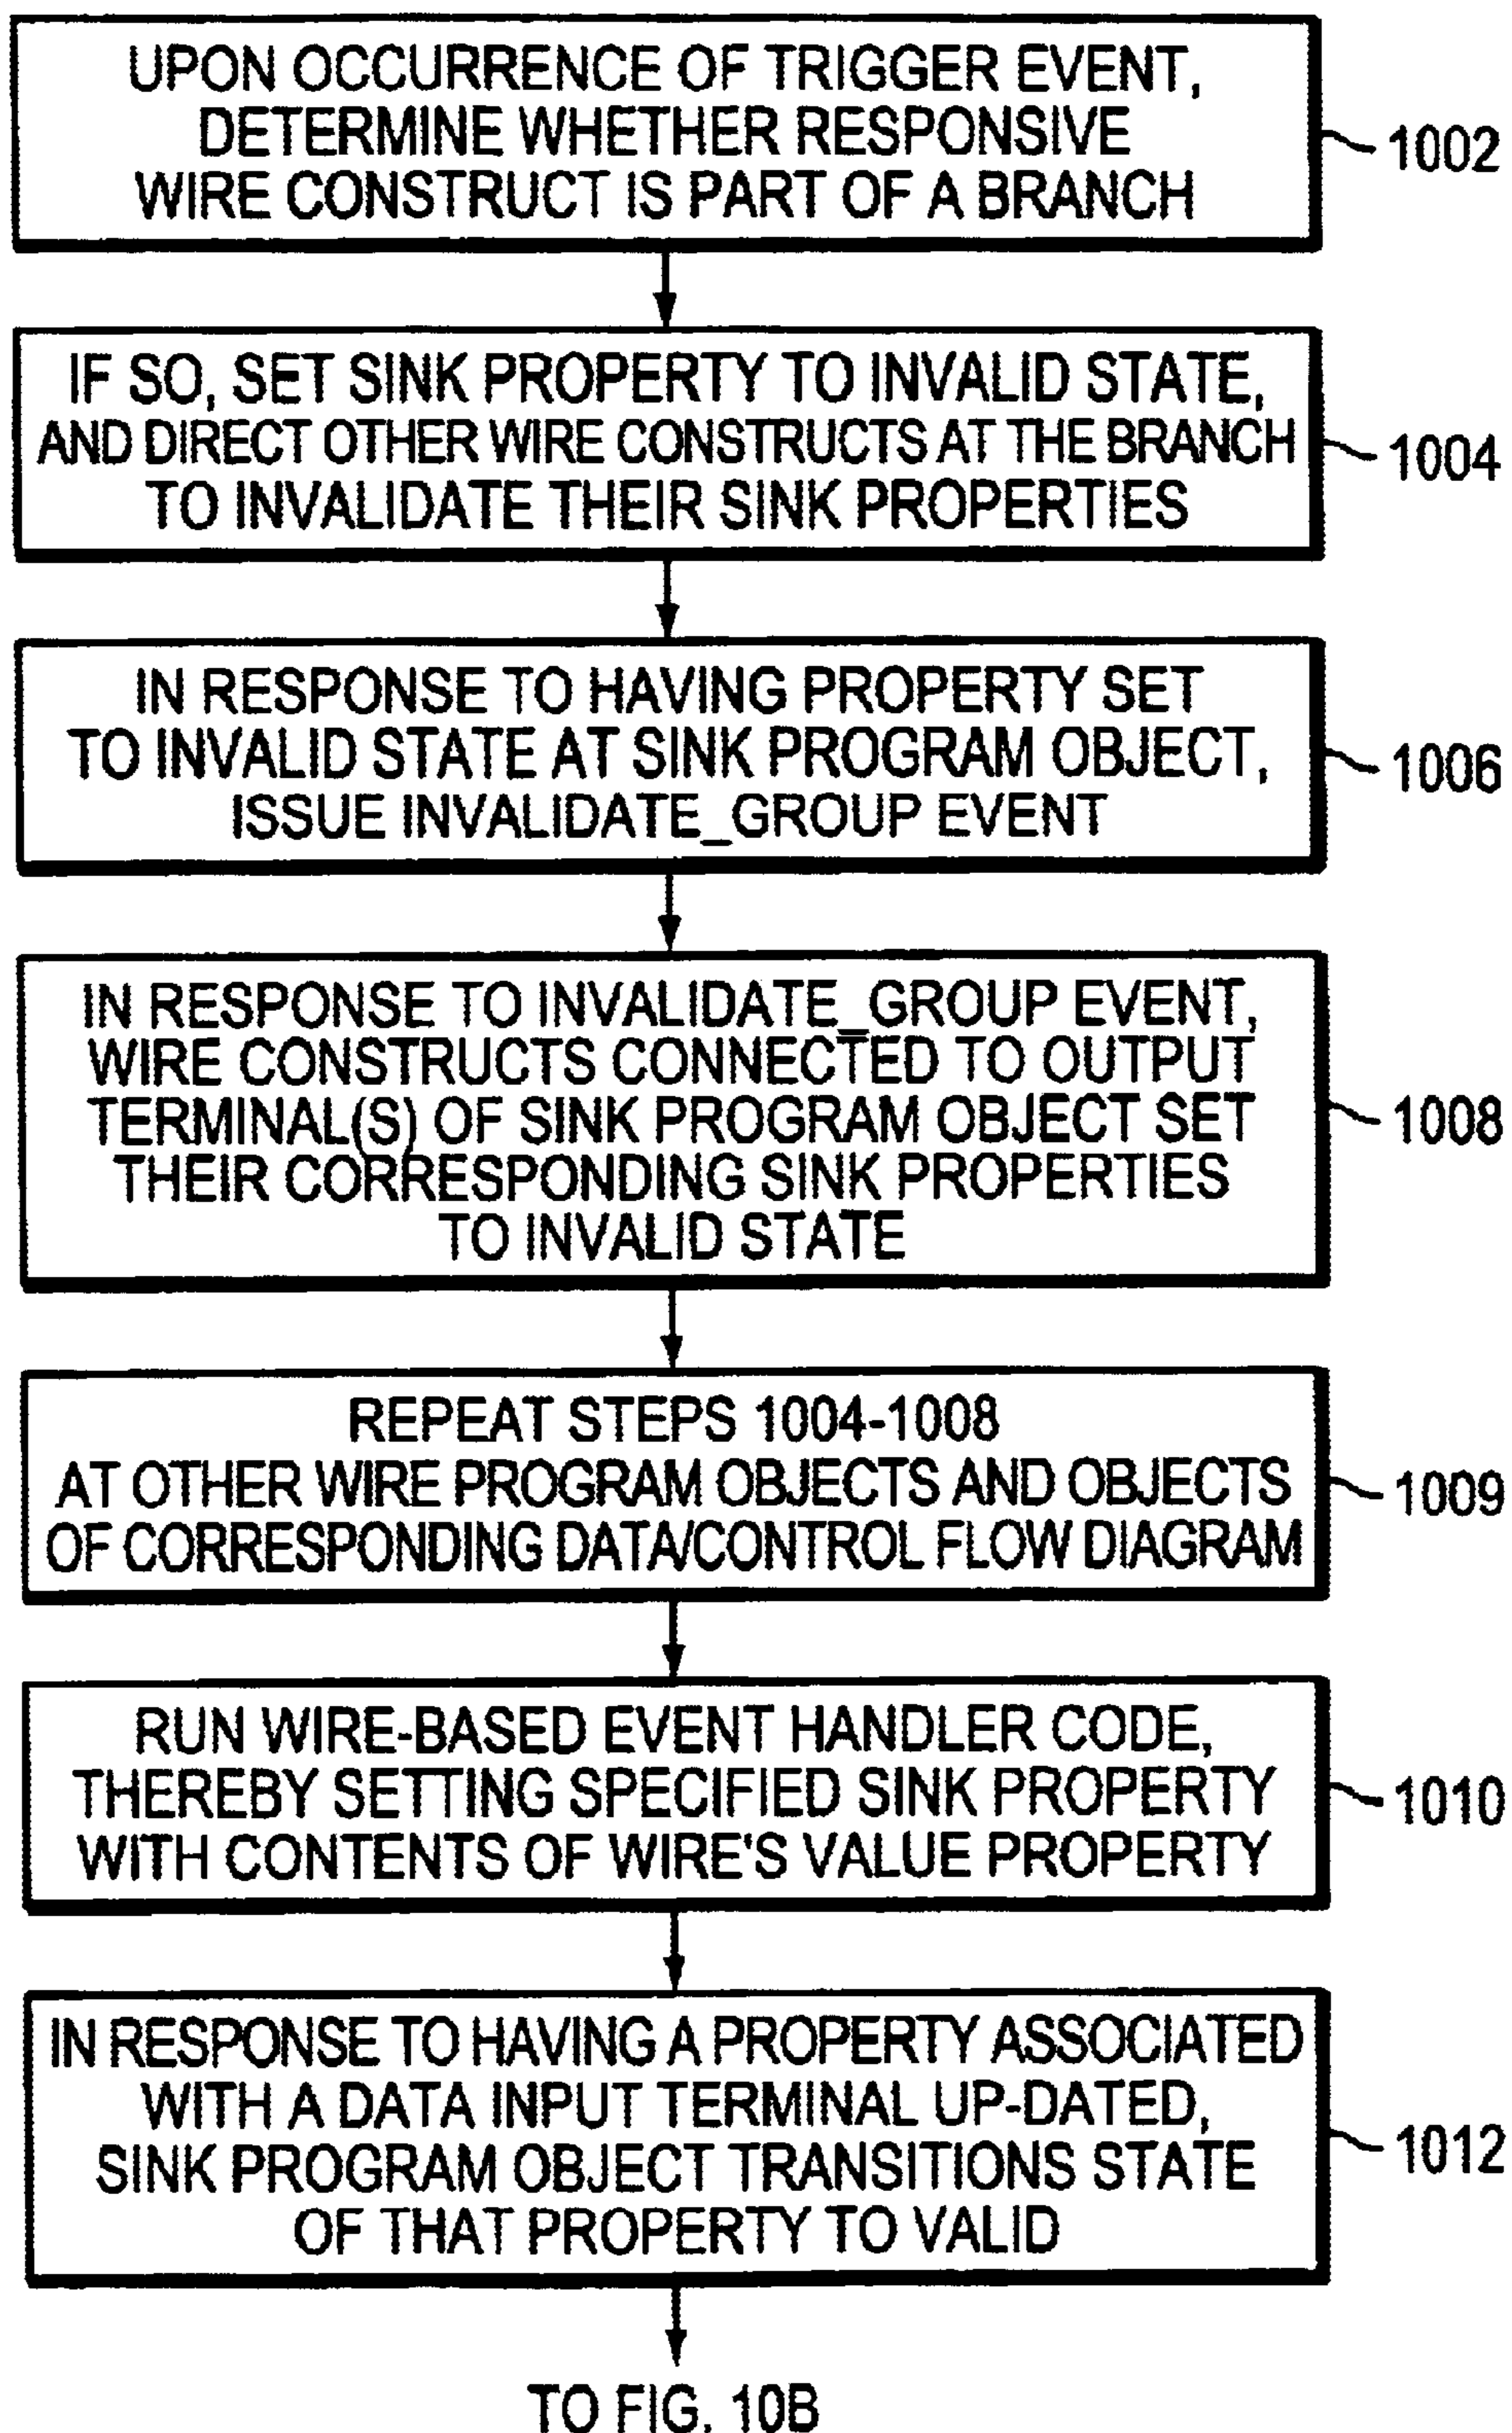 UPON OCCURRENCE OF TRIGGER EVENT,
DETERMINE WHETHER RESPONSIVE
WIRE CONSTRUCT IS PART OF A BRANCH
1002
IF SO, SET SINK PROPERTY TO INVALID STATE,
AND DIRECT OTHER WIRE CONSTRUCTS AT THE BRANCH
TO INVALIDATE THEIR SINK PROPERTIES
1004
IN RESPONSE TO HAVING PROPERTY SET
TO INVALID STATE AT SINK PROGRAM OBJECT,
ISSUE INVALIDATE_GROUP EVENT
1006
IN RESPONSE TO INVALIDATE_GROUP EVENT,
WIRE CONSTRUCTS CONNECTED TO OUTPUT
TERMINAL(S) OF SINK PROGRAM OBJECT SET
THEIR CORRESPONDING SINK PROPERTIES
TO INVALID STATE
1008
REPEAT STEPS 1004-1008
AT OTHER WIRE PROGRAM OBJECTS AND OBJECTS
OF CORRESPONDING DATA/CONTROL FLOW DIAGRAM
1009
RUN WIRE-BASED EVENT HANDLER CODE,
THEREBY SETTING SPECIFIED SINK PROPERTY
WITH CONTENTS OF WIRE'S VALUE PROPERTY
1010
IN RESPONSE TO HAVING A PROPERTY ASSOCIATED
WITH A DATA INPUT TERMINAL UP-DATED,
SINK PROGRAM OBJECT TRANSITIONS STATE
OF THAT PROPERTY TO VALID
1012
TO FIG. 10B